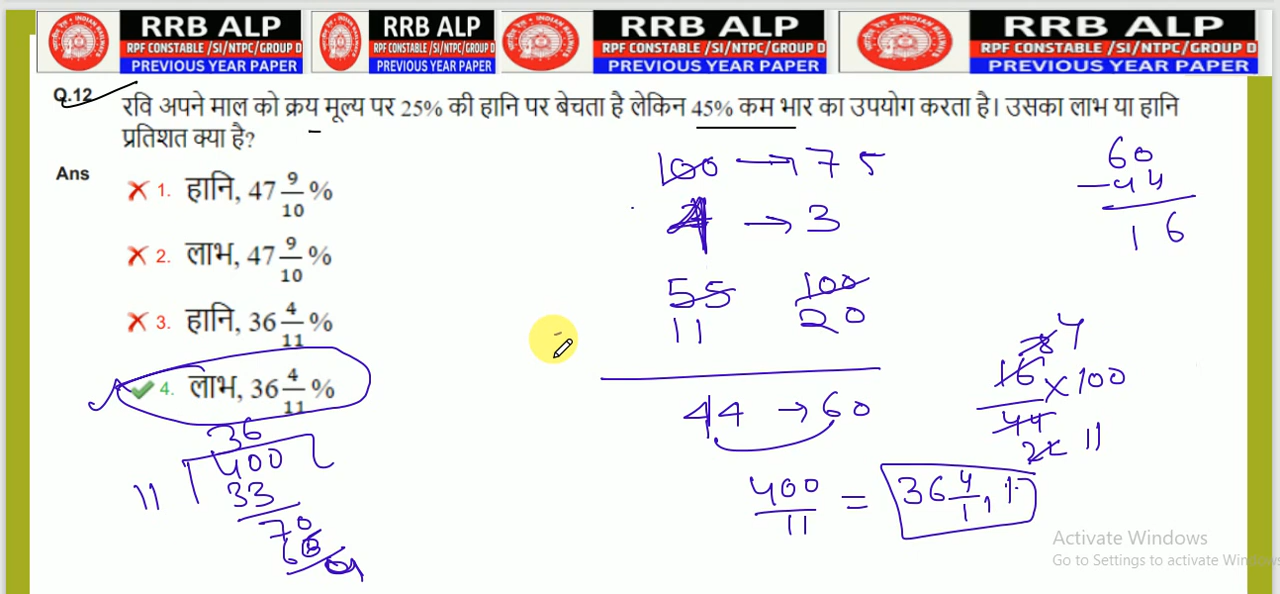 RRB ALP RRB ALP RRB ALP RRB ALP
RPF CONSTABLE /SI/NTPC/GROUP D RPF CONSTABLE /SI/NTPC/GROUP D RPF CONSTABLE /SI/NTPC/GROUP D RPF CONSTABLE /SI/NTPC/GROUP D
PREVIOUS YEAR PAPER PREVIOUS YEAR PAPER PREVIOUS YEAR PAPER PREVIOUS YEAR PAPER
Q.12 रवि अपने माल को क्रय मूल्य पर 25% की हानि पर बेचता है लेकिन 45% कम भार का उपयोग करता है। उसका लाभ या हानि
प्रतिशत क्या है?
Ans
1. हानि, 47 9/10 %
2. लाभ, 47 9/10 %
3. हानि, 36 4/11 %
4. लाभ, 36 4/11 %
100 → 75
4 → 3
55 100
11 20
44 → 60
400/11 = 36 4/11 %
60
-44
16
16/44 × 100
8 4
22 11
36
11 400
33
70
Activate Windows
Go to Settings to activate Windows